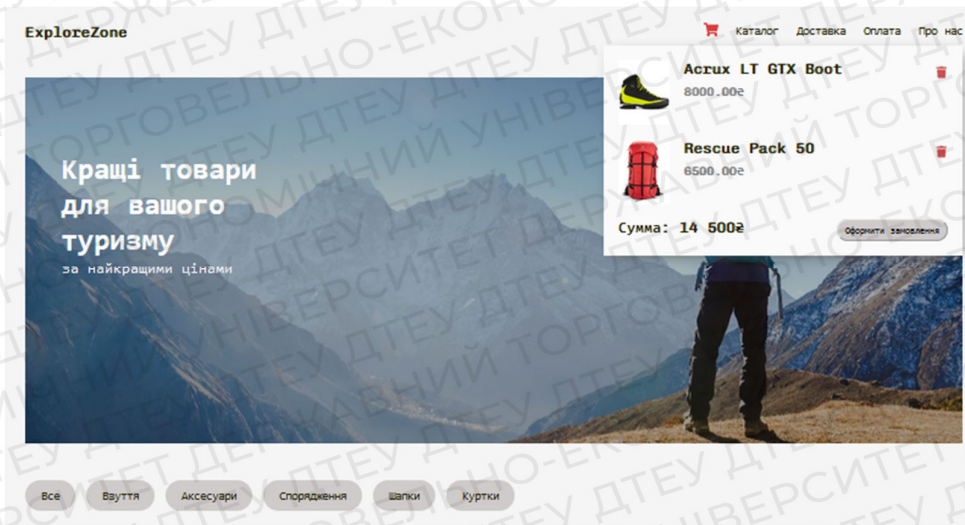 ExploreZone
Каталог Доставка Оплата Про нас
Acrux LT GTX Boot
8000.00₴
Rescue Pack 50
6500.00₴
Сумма: 14 500₴
Оформити замовлення
Кращі товари
для вашого
туризму
за найкращими цінами
Все Взуття Аксесуари Спорядження Шапки Куртки